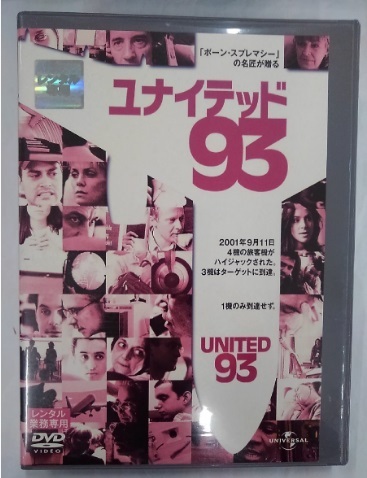 「ボーン・スプレマシー」
の名匠が贈る
ユナイテッド
93
2001年9月11日
4機の旅客機が
ハイジャックされた。
3機はターゲットに到達。
1機のみ到達せず。
UNITED
93
レンタル
業務専用
DVD
VIDEO
UNIVERSAL